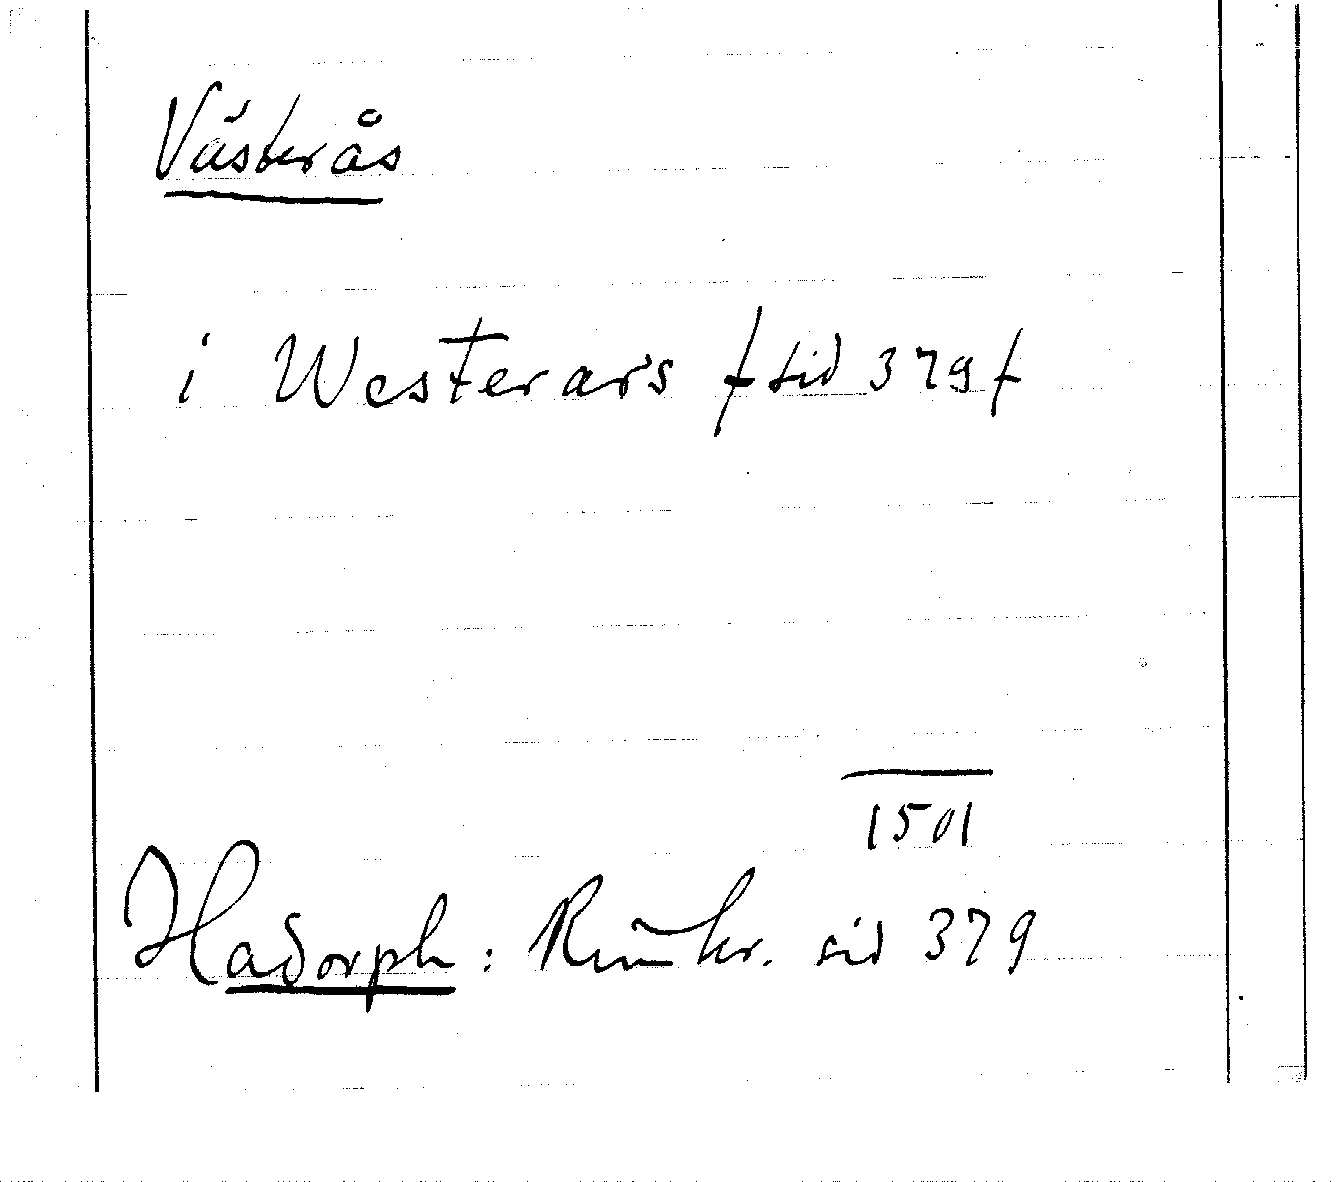 Västerås
i Westerars /: sid 379 /
1501
Hadorph: Rimkr. sid 379